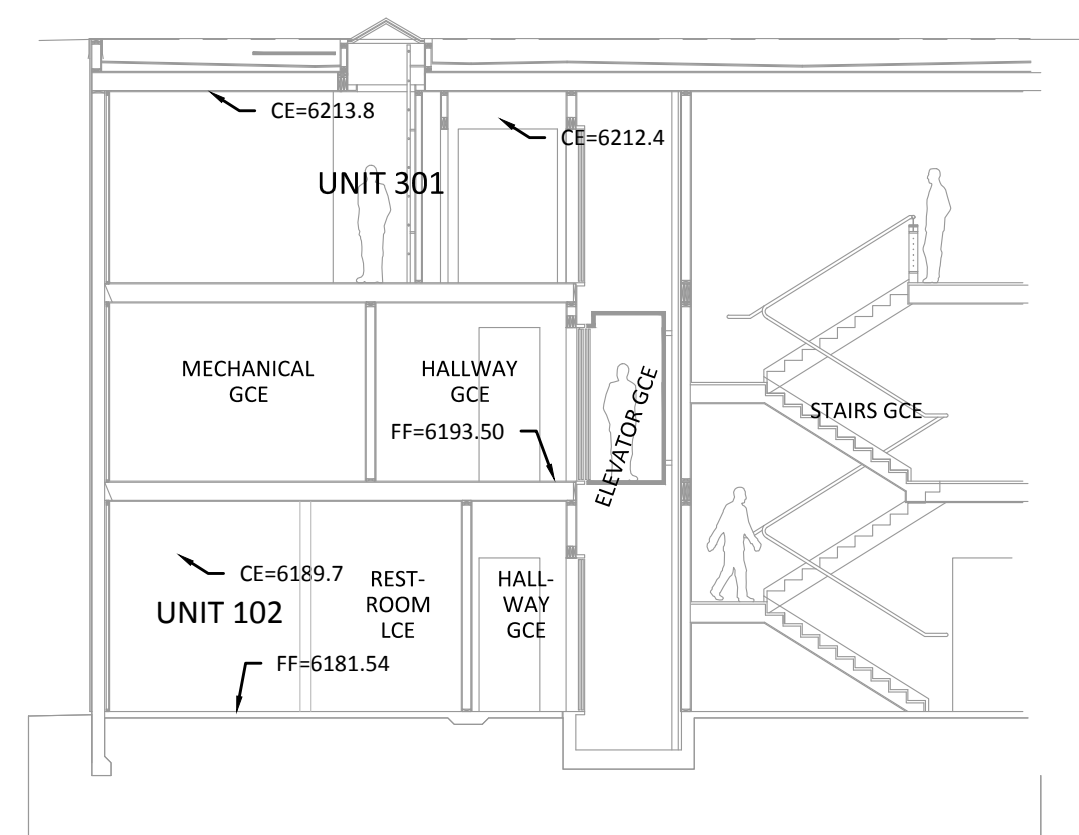 CE=6213.8
CE=6212.4
UNIT 301
MECHANICAL
GCE
HALLWAY
GCE
FF=6193.50
ELEVATOR GCE
STAIRS GCE
CE=6189.7
UNIT 102
REST-
ROOM
LCE
HALL-
WAY
GCE
FF=6181.54